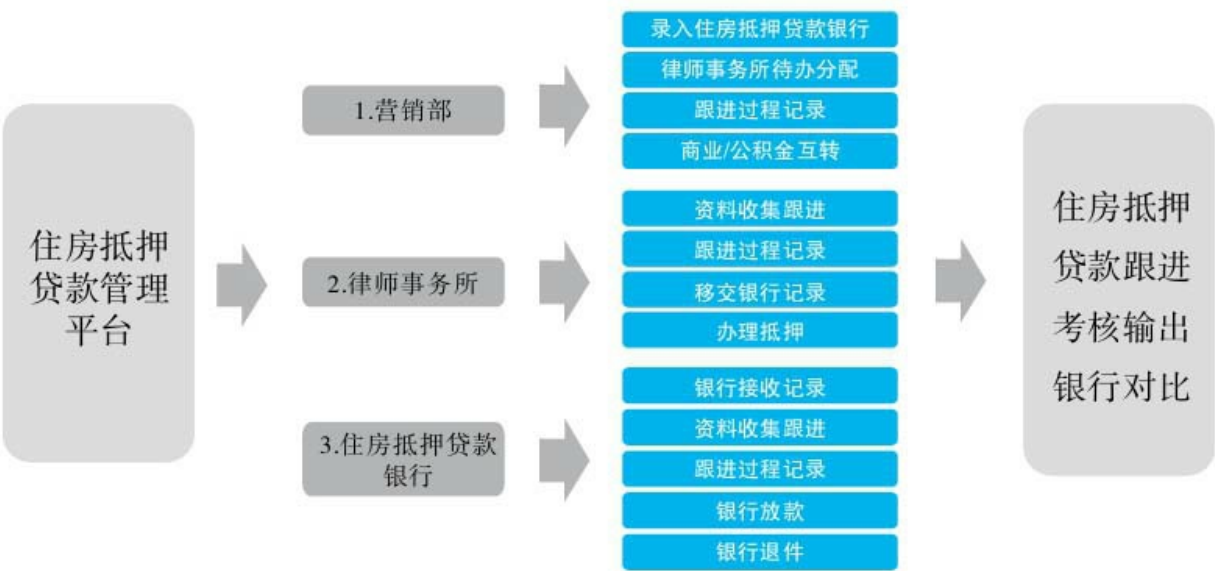 住房抵押
贷款管理
平台
1.营销部
录入住房抵押贷款银行
律师事务所待办分配
跟进过程记录
商业/公积金互转
2.律师事务所
资料收集跟进
跟进过程记录
移交银行记录
办理抵押
3.住房抵押贷款
银行
银行接收记录
资料收集跟进
跟进过程记录
银行放款
银行退件
住房抵押
贷款跟进
考核输出
银行对比